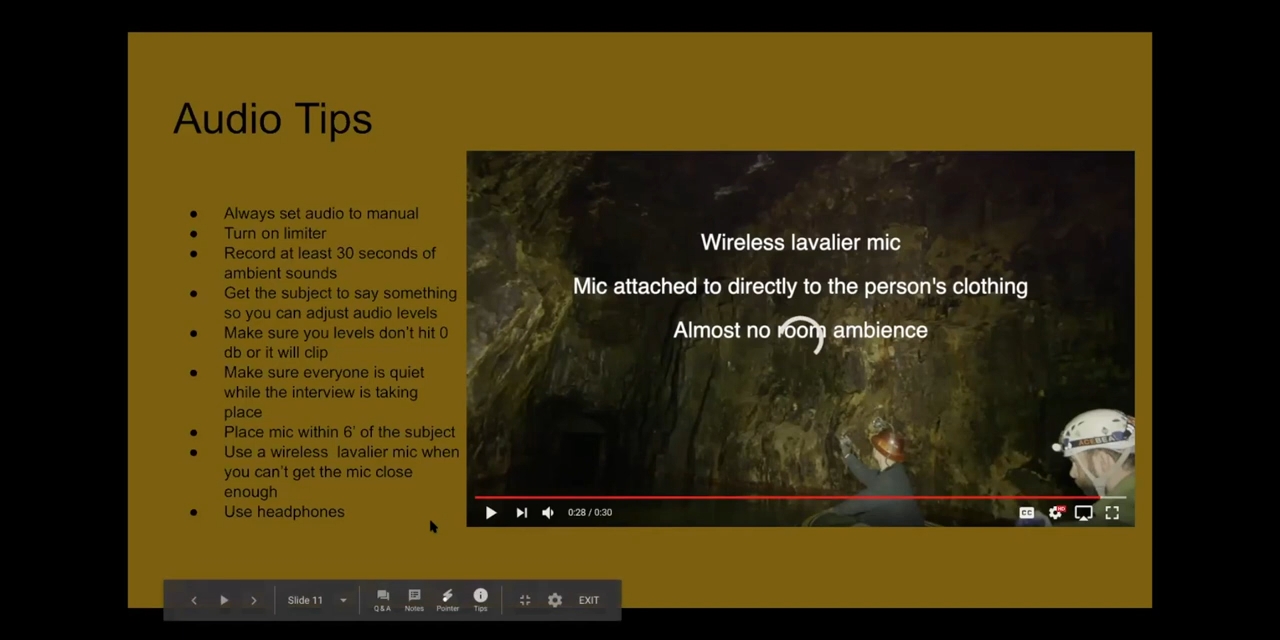 Audio Tips
Always set audio to manual
Turn on limiter
Record at least 30 seconds of
ambient sounds
Get the subject to say something
so you can adjust audio levels
Make sure you levels don't hit 0
db or it will clip
Make sure everyone is quiet
while the interview is taking
place
Place mic within 6' of the subject
Use a wireless lavalier mic when
you can't get the mic close
enough
Use headphones
Wireless lavalier mic
Mic attached to directly to the person's clothing
Almost no room ambience
ACEBEA
0:28 / 0:30
CC
HD
Slide 11
Q&A
Notes
Pointer
Tips
EXIT